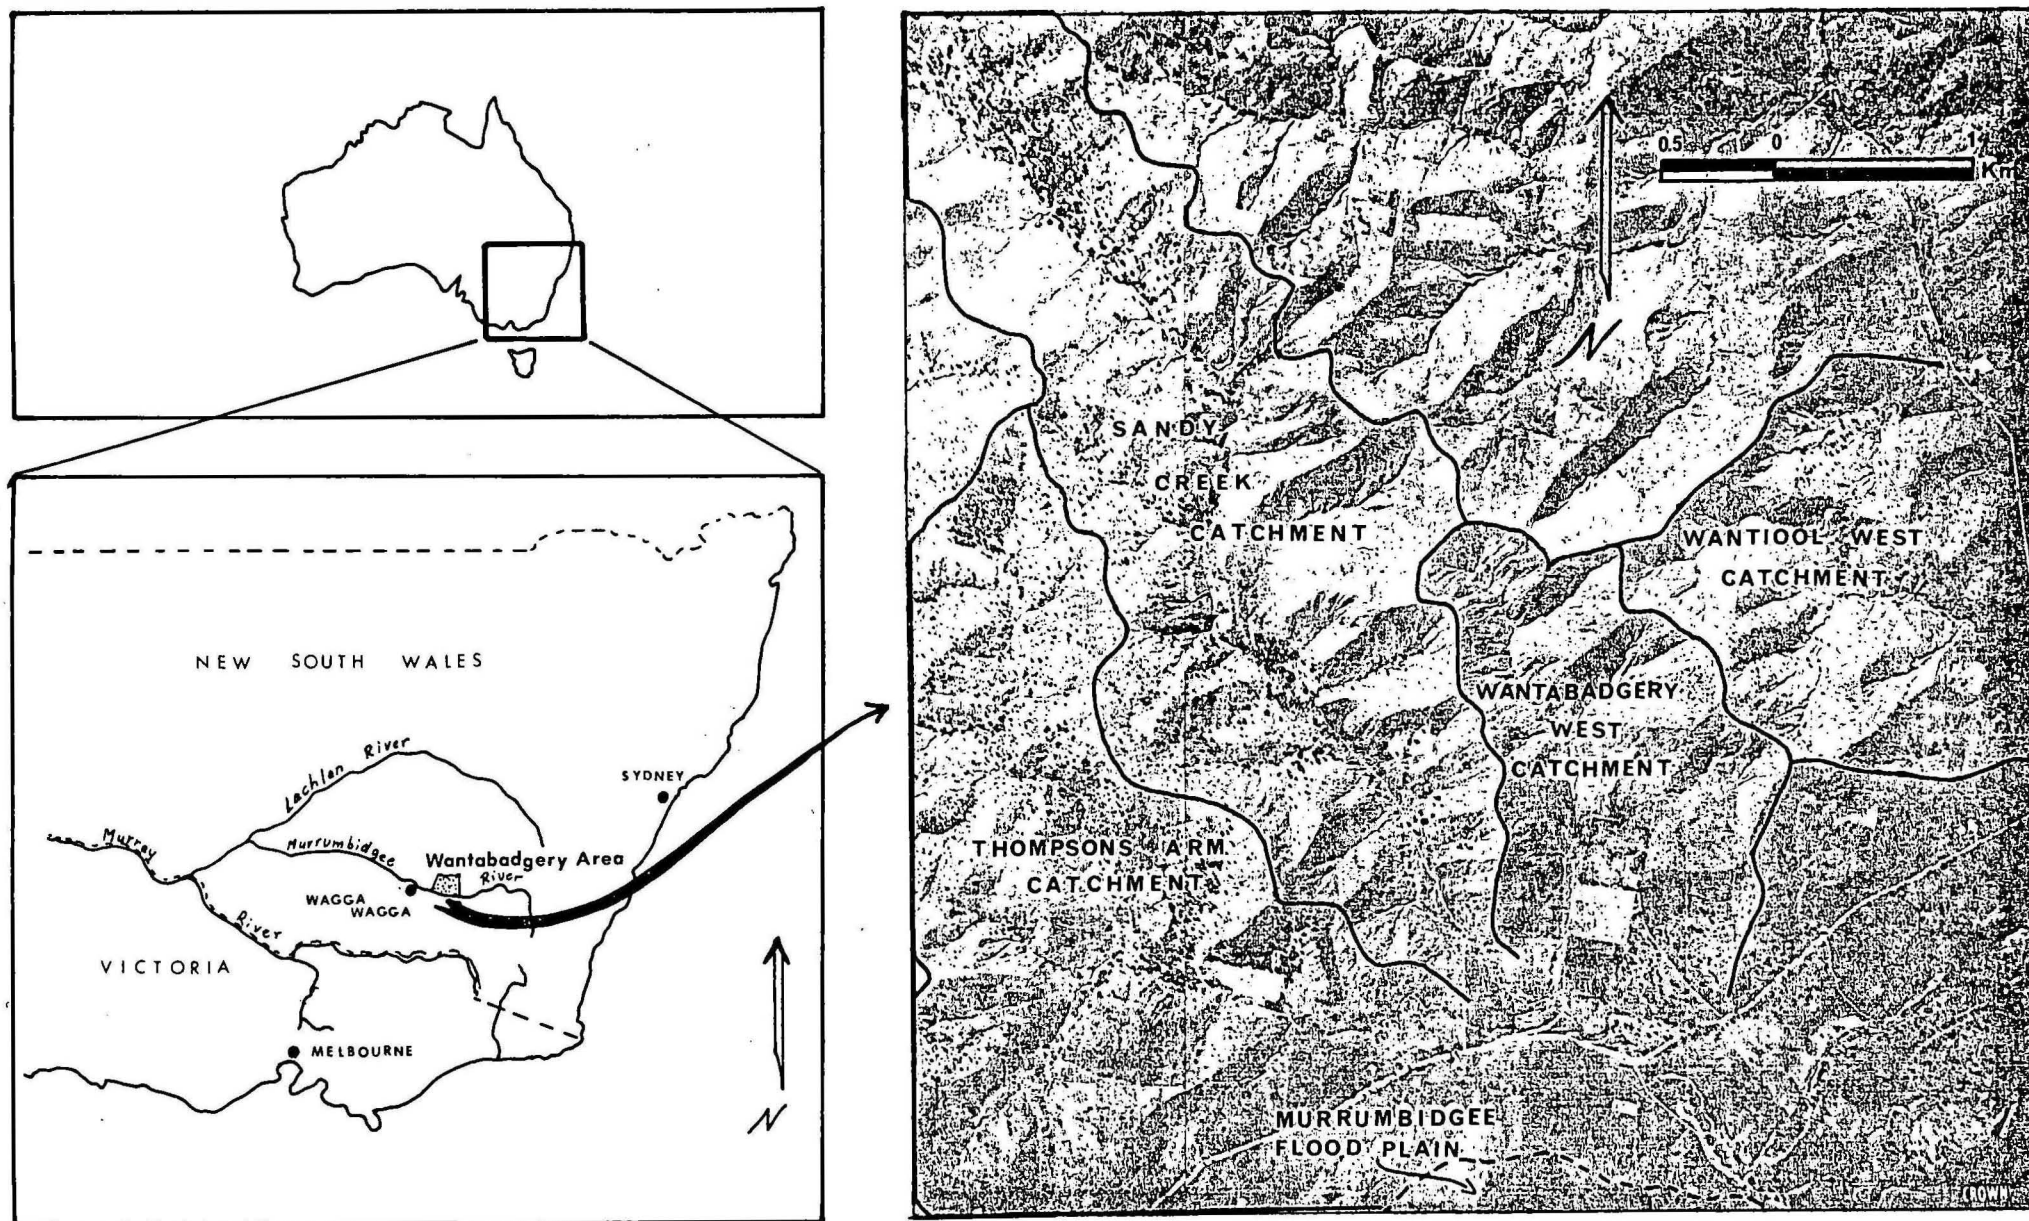 NEW SOUTH WALES
Lachlan River
SYDNEY
Murray
Murrumbidgee
Wantabadgery Area
River
WAGGA
WAGGA
River
VICTORIA
MELBOURNE
N
0.5 0 1
Km
N
SANDY
CREEK
CATCHMENT
WANTIOOL WEST
CATCHMENT
WANTABADGERY
WEST
CATCHMENT
THOMPSONS ARM
CATCHMENT
MURRUMBIDGEE
FLOOD PLAIN